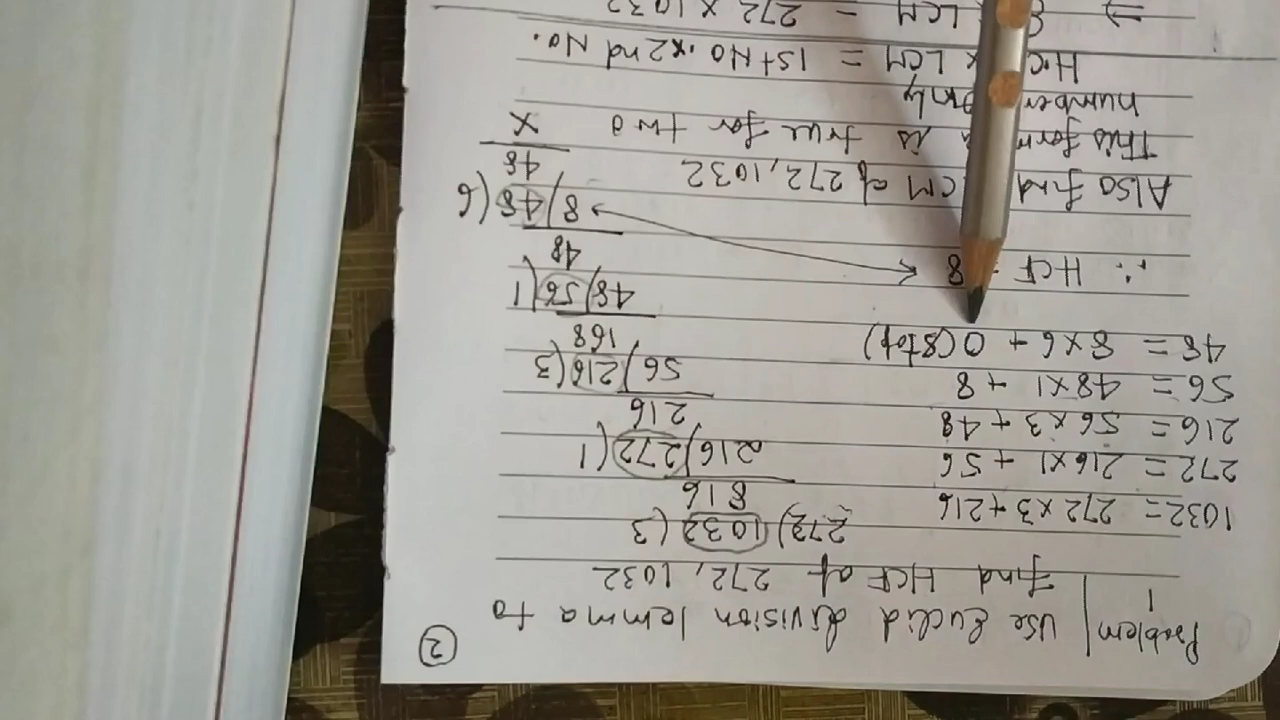 2
Problem 1 Use Euclid division lemma to
find HCF of 272, 1032
1032 = 272 x 3 + 216
272 = 216 x 1 + 56
216 = 56 x 3 + 48
56 = 48 x 1 + 8
48 = 8 x 6 + 0 (Stop)
∴ HCF 8
272) 1032 (3
816
216) 272 (1
216
56) 216 (3
168
48) 56 (1
48
8) 48 (6
48
X
Also find CM of 272, 1032
This form is true for two
number only
H.C x LCM = 1st No. x 2nd No.
⇒ LCM = 272 x 1032